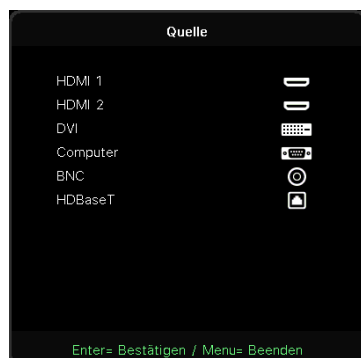 Quelle
HDMI 1
HDMI 2
DVI
Computer
BNC
HDBaseT
Enter= Bestätigen / Menu= Beenden